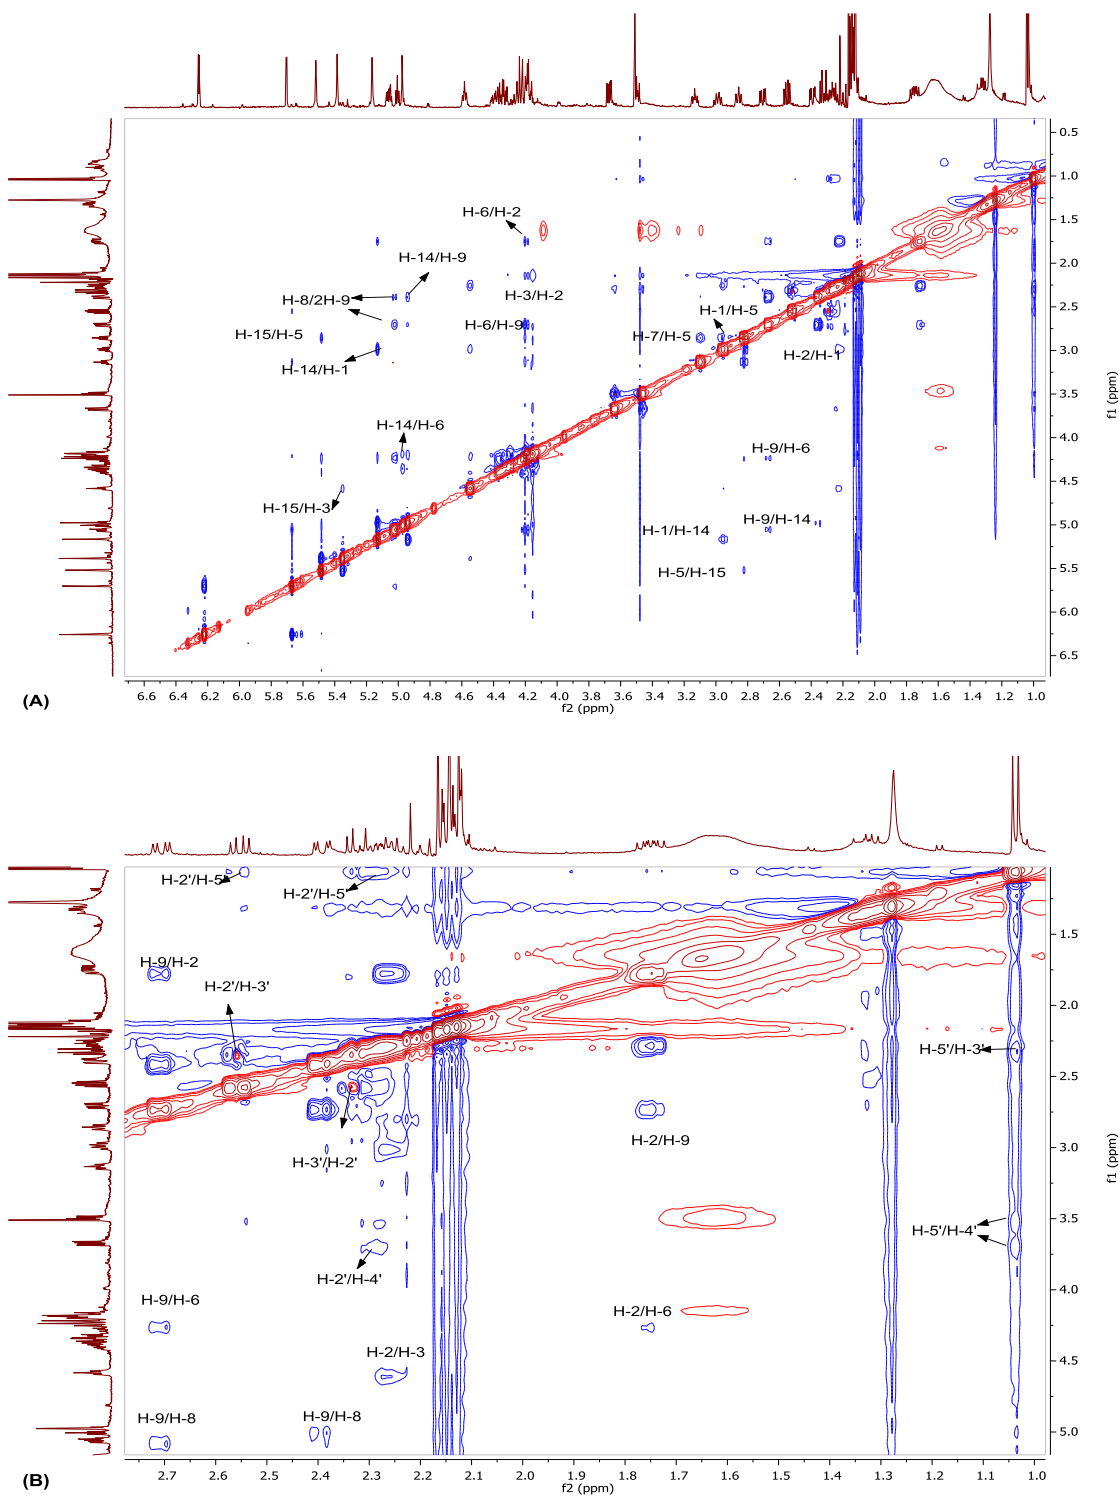 H-6/H-2
H-14/H-9
H-8/2H-9
H-3/H-2
H-15/H-5
H-6/H-9
H-1/H-5
H-7/H-5
H-2/H-1
H-14/H-1
H-14/H-6
H-9/H-6
H-15/H-3
H-9/H-14
H-1/H-14
H-5/H-15
0.5
1.0
1.5
2.0
2.5
3.0
3.5
4.0
4.5
5.0
5.5
6.0
6.5
f1 (ppm)
6.6 6.4 6.2 6.0 5.8 5.6 5.4 5.2 5.0 4.8 4.6 4.4 4.2 4.0 3.8 3.6 3.4 3.2 3.0 2.8 2.6 2.4 2.2 2.0 1.8 1.6 1.4 1.2 1.0
f2 (ppm)
(A)
H-2'/H-5'
H-2'/H-5'
H-9/H-2
H-2'/H-3'
H-5'/H-3'
H-2/H-9
H-3'/H-2'
H-5'/H-4'
H-2'/H-4'
H-9/H-6
H-2/H-6
H-2/H-3
H-9/H-8
H-9/H-8
1.5
2.0
2.5
3.0
3.5
4.0
4.5
5.0
f1 (ppm)
2.7 2.6 2.5 2.4 2.3 2.2 2.1 2.0 1.9 1.8 1.7 1.6 1.5 1.4 1.3 1.2 1.1 1.0
f2 (ppm)
(B)